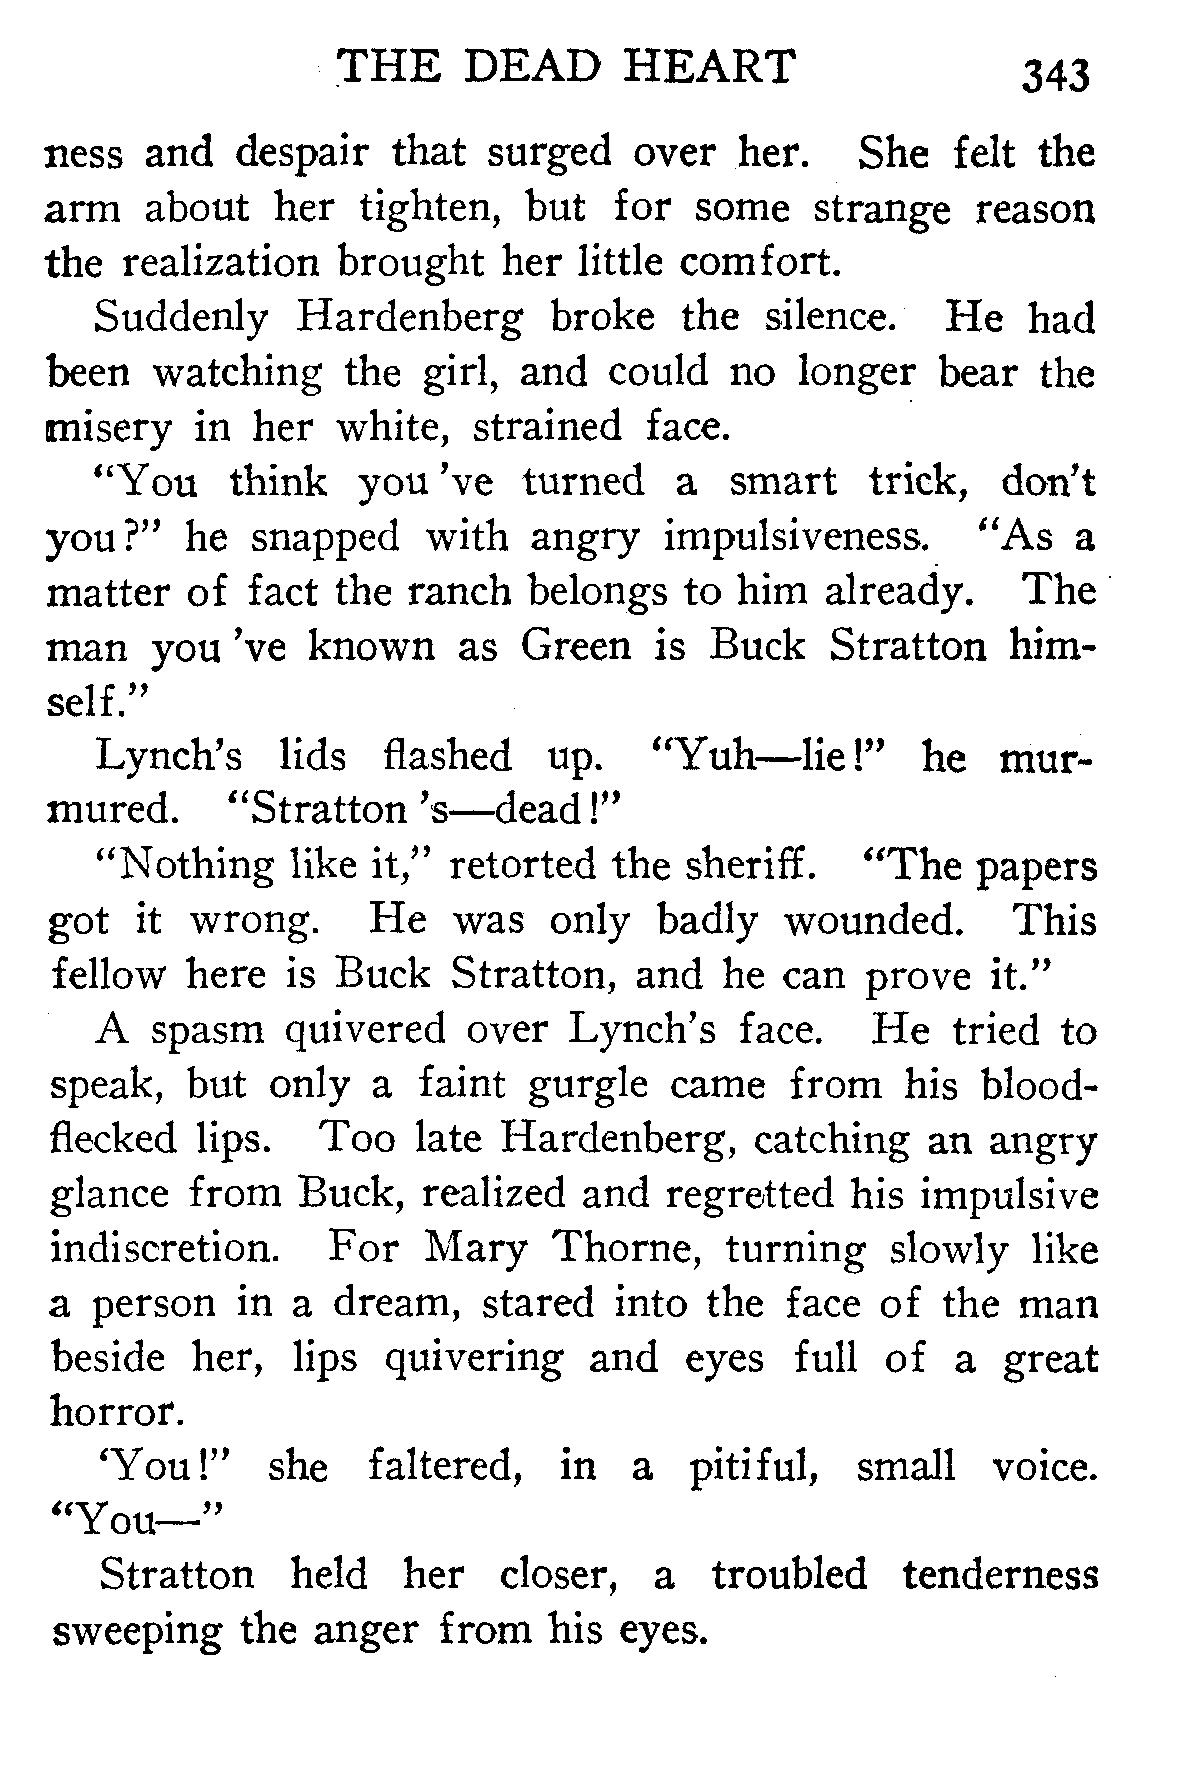 THE DEAD HEART 343
ness and despair that surged over her. She felt the
arm about her tighten, but for some strange reason
the realization brought her little comfort.
Suddenly Hardenberg broke the silence. He had
been watching the girl, and could no longer bear the
misery in her white, strained face.
“You think you 've turned a smart trick, don't
you?” he snapped with angry impulsiveness. “As a
matter of fact the ranch belongs to him already. The
man you 've known as Green is Buck Stratton him-
self.”
Lynch's lids flashed up. “Yuh—lie!” he mur-
mured. “Stratton 's—dead!”
“Nothing like it,” retorted the sheriff. “The papers
got it wrong. He was only badly wounded. This
fellow here is Buck Stratton, and he can prove it.”
A spasm quivered over Lynch's face. He tried to
speak, but only a faint gurgle came from his blood-
flecked lips. Too late Hardenberg, catching an angry
glance from Buck, realized and regretted his impulsive
indiscretion. For Mary Thorne, turning slowly like
a person in a dream, stared into the face of the man
beside her, lips quivering and eyes full of a great
horror.
‘You!” she faltered, in a pitiful, small voice.
“You—”
Stratton held her closer, a troubled tenderness
sweeping the anger from his eyes.